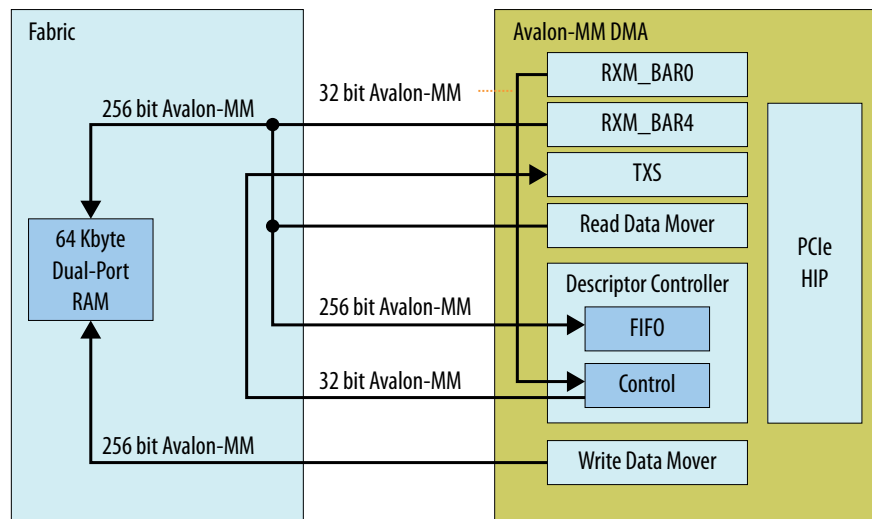 Fabric
Avalon-MM DMA
RXM_BAR0
32 bit Avalon-MM
256 bit Avalon-MM
RXM_BAR4
TXS
Read Data Mover
64 Kbyte
Dual-Port
RAM
PCIe
HIP
Descriptor Controller
256 bit Avalon-MM
FIFO
32 bit Avalon-MM
Control
256 bit Avalon-MM
Write Data Mover